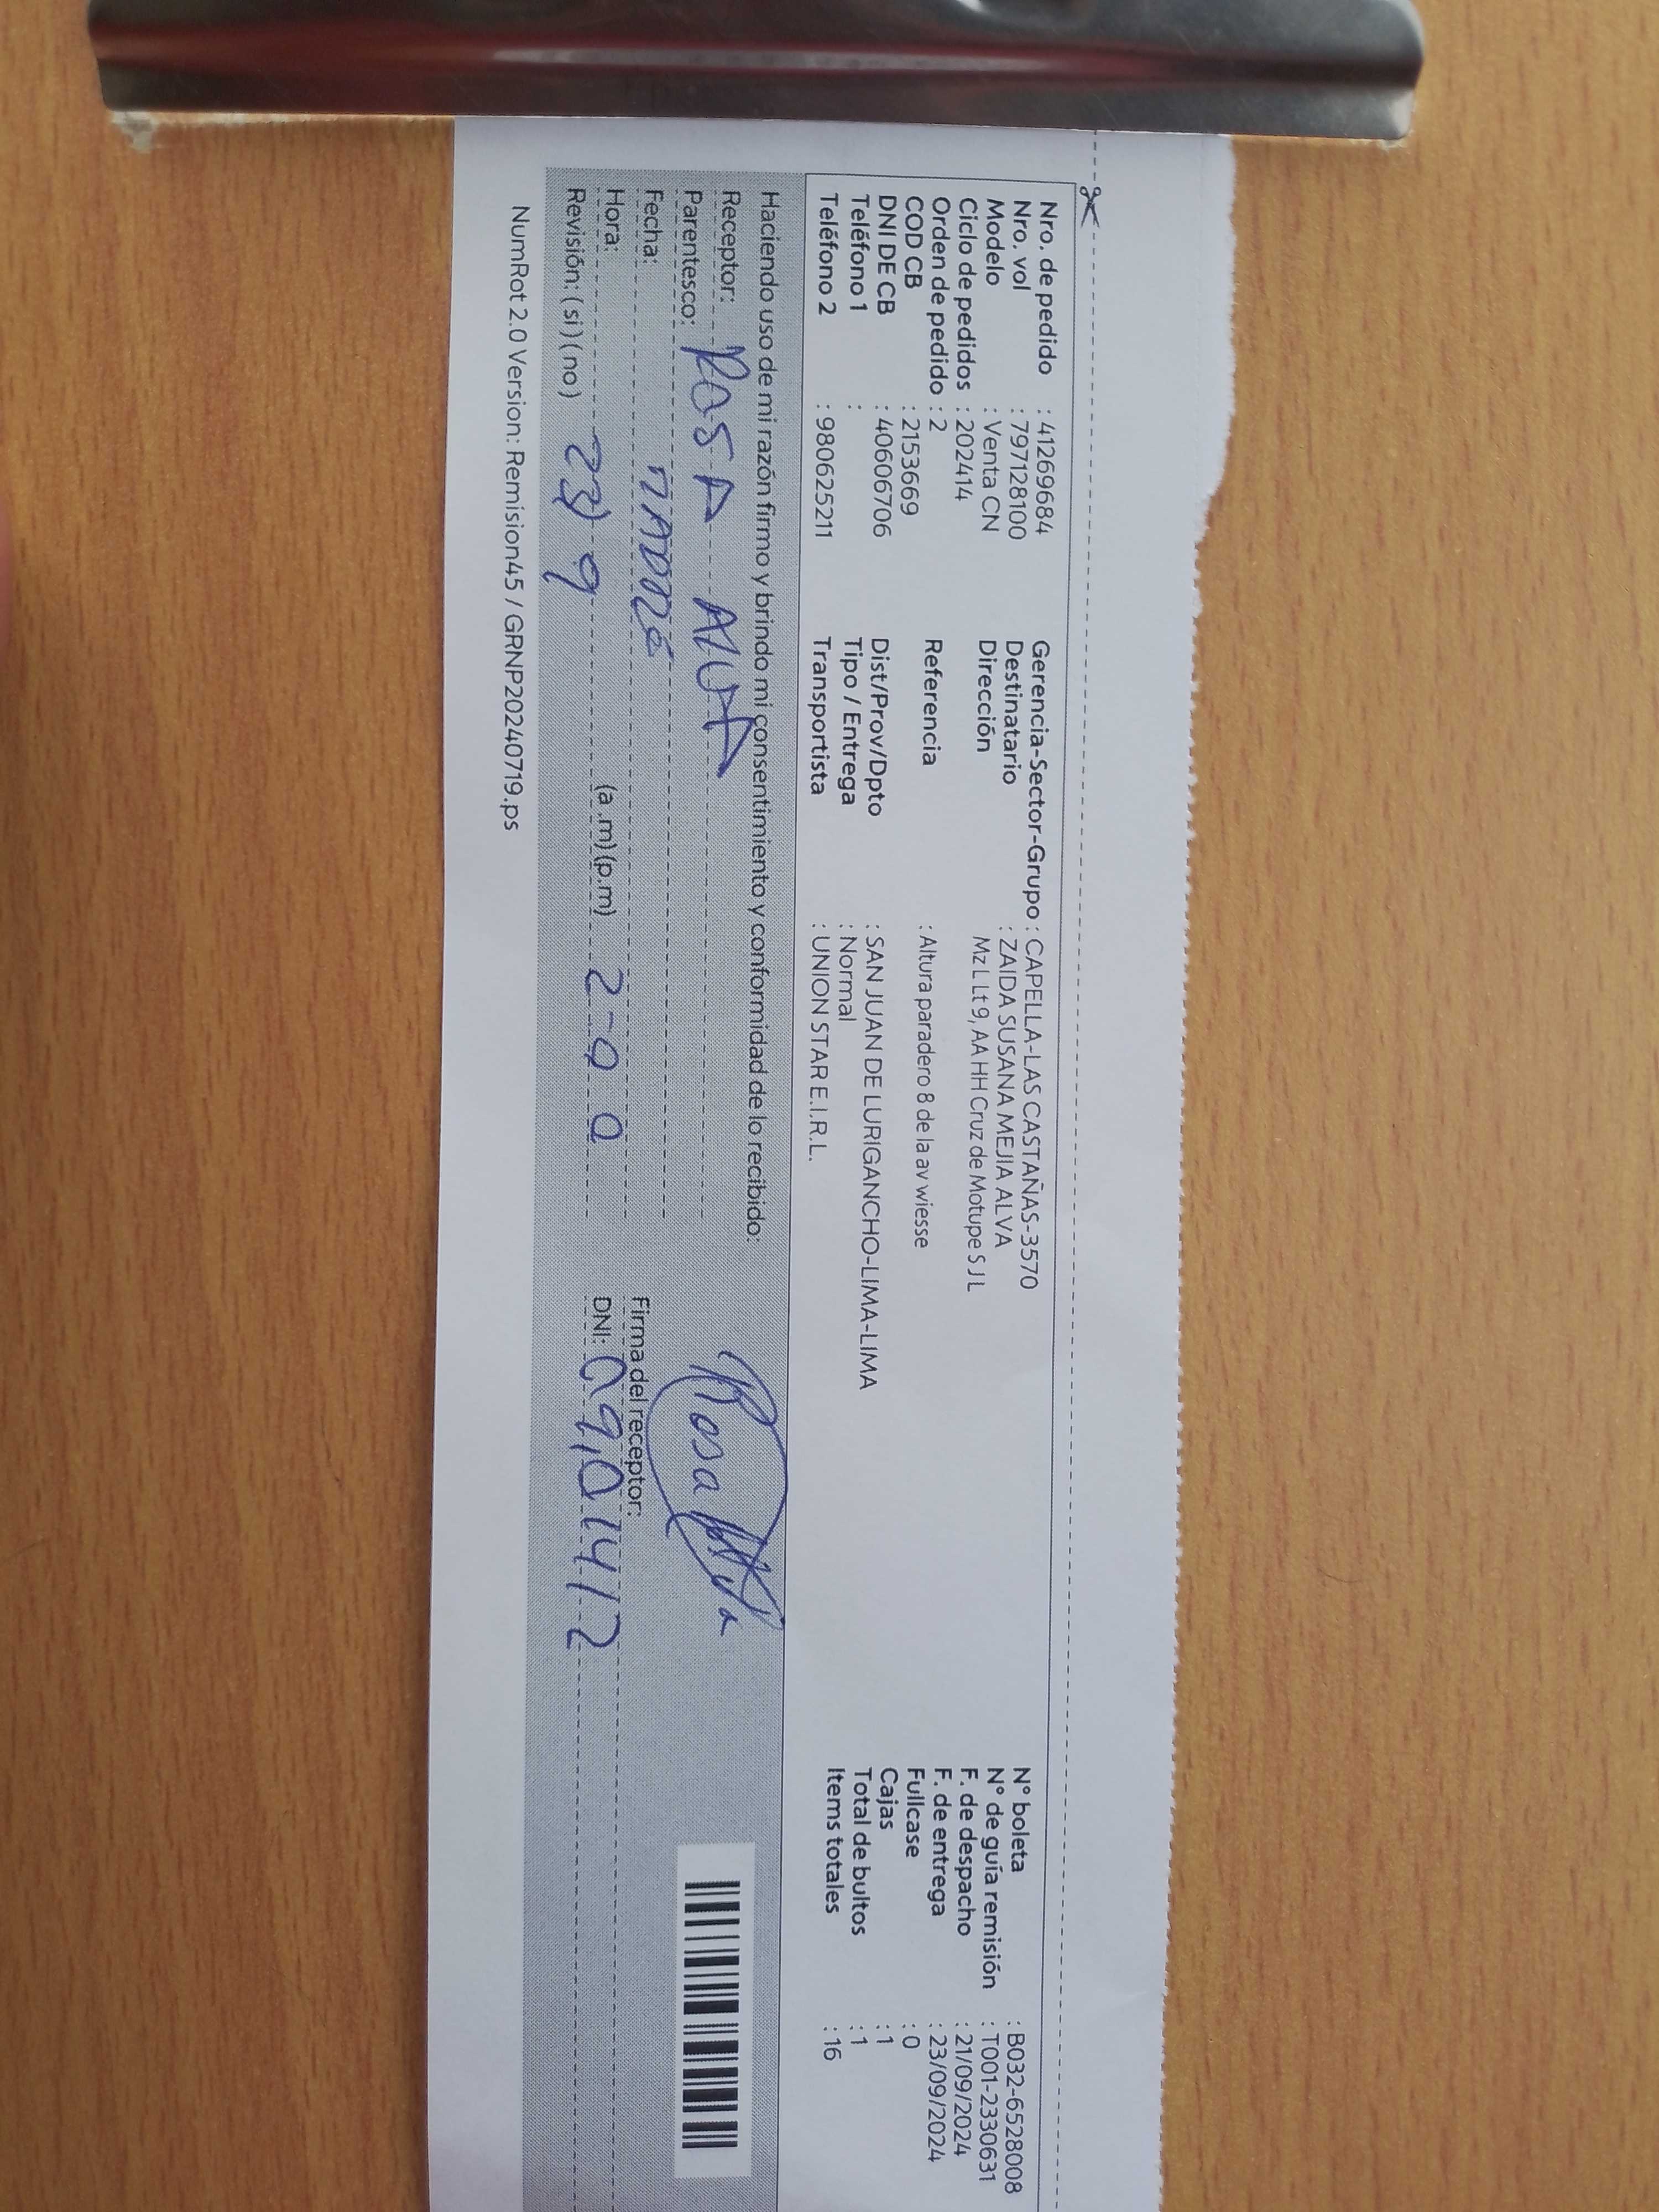 Nro. de pedido : 41269684
Nro. vol : 797128100
Modelo : Venta CN
Ciclo de pedidos : 202414
Orden de pedido : 2
COD CB : 2153669
DNI DE CB : 40606706
Teléfono 1 :
Teléfono 2 : 980625211
Gerencia-Sector-Grupo : CAPELLA-LAS CASTAÑAS-3570
Destinatario : ZAIDA SUSANA MEJIA ALVA
Dirección Mz L Lt 9, AA HH Cruz de Motupe S J L
Referencia : Altura paradero 8 de la av wiesse
Dist/Prov/Dpto : SAN JUAN DE LURIGANCHO-LIMA-LIMA
Tipo / Entrega : Normal
Transportista : UNION STAR E.I.R.L.
N° boleta : B032-6528008
N° de guía remisión : T001-2330631
F. de despacho : 21/09/2024
F. de entrega : 23/09/2024
Fullcase : 0
Cajas : 1
Total de bultos : 1
Items totales : 16
Haciendo uso de mi razón firmo y brindo mi consentimiento y conformidad de lo recibido:
Receptor: ROSA
Parentesco:
Fecha:
Hora: (a.m)(p.m)
Revisión: (si)(no) 23 9
Rosa
Firma del receptor:
DNI:
NumRot 2.0 Version: Remision45 / GRNP20240719.ps